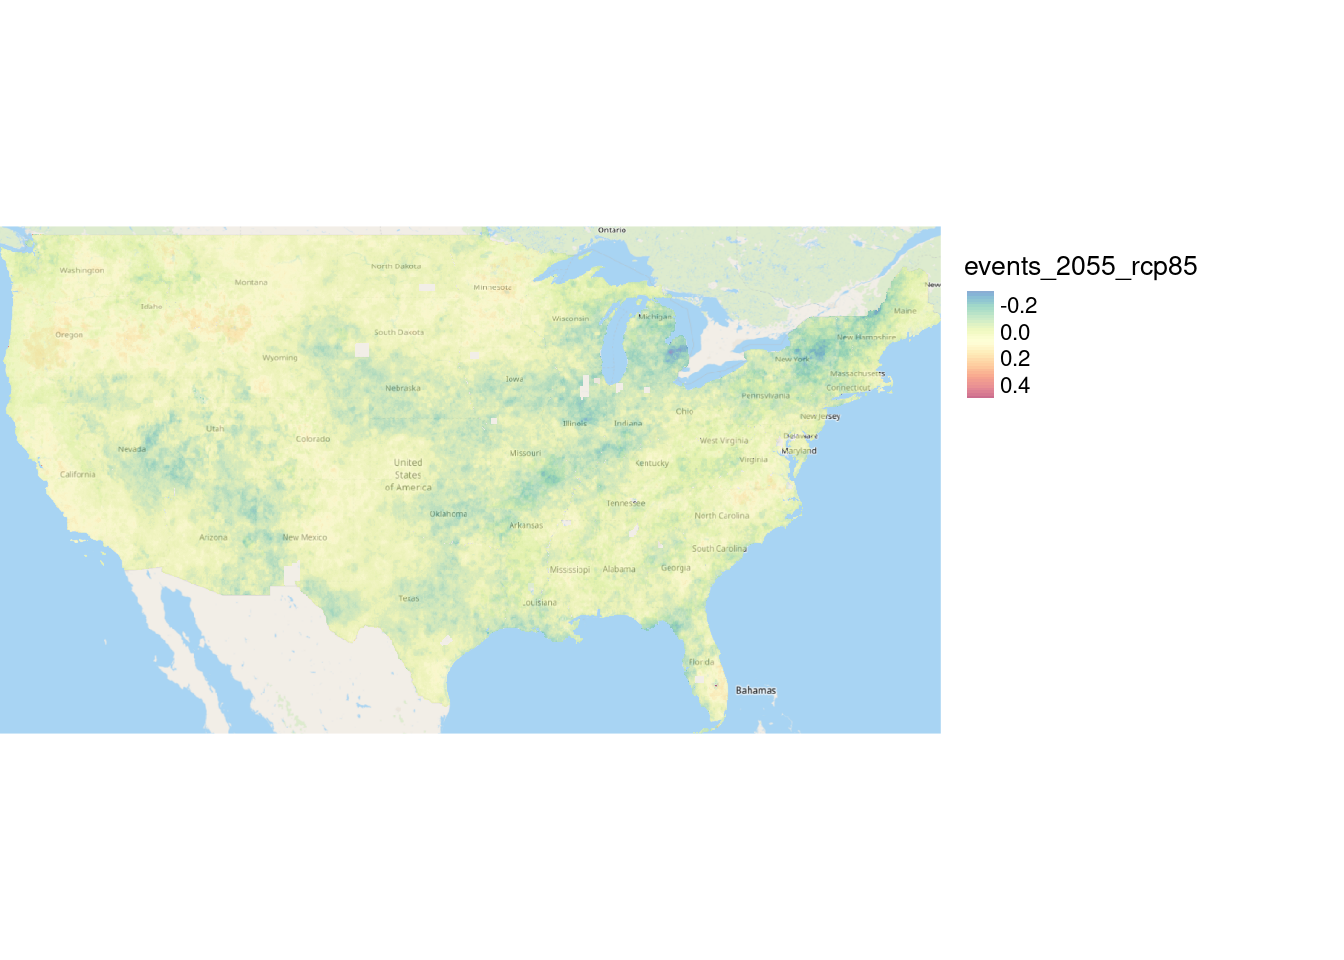 Ontario
Washington
North Dakota
Montana
Minnesota
New
Idaho
Maine
Michigan
Wisconsin
Oregon
South Dakota
New Hampshire
Wyoming
New York
Massachusetts
Iowa
Nebraska
Connecticut
Pennsylvania
Ohio
New Jersey
Illinois
Indiana
Utah
Delaware
Colorado
West Virginia
Nevada
Maryland
Missouri
Virginia
United
States
of America
Kentucky
California
Tennessee
Oklahoma
North Carolina
Arkansas
Arizona
New Mexico
South Carolina
Mississippi
Alabama
Georgia
Texas
Louisiana
Florida
Bahamas
events_2055_rcp85
-0.2
0.0
0.2
0.4